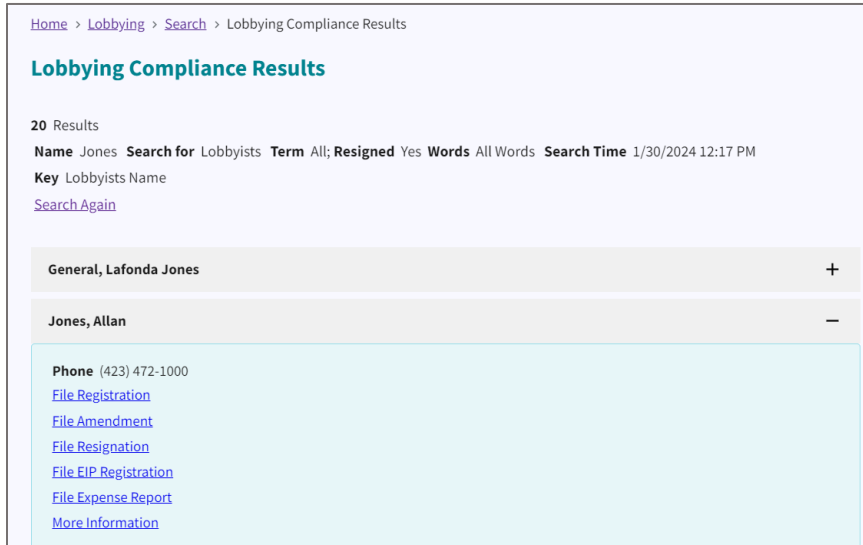 Home > Lobbying > Search > Lobbying Compliance Results
Lobbying Compliance Results
20 Results
Name Jones Search for Lobbyists Term All; Resigned Yes Words All Words Search Time 1/30/2024 12:17 PM
Key Lobbyists Name
Search Again
General, Lafonda Jones +
Jones, Allan −
Phone (423) 472-1000
File Registration
File Amendment
File Resignation
File EIP Registration
File Expense Report
More Information